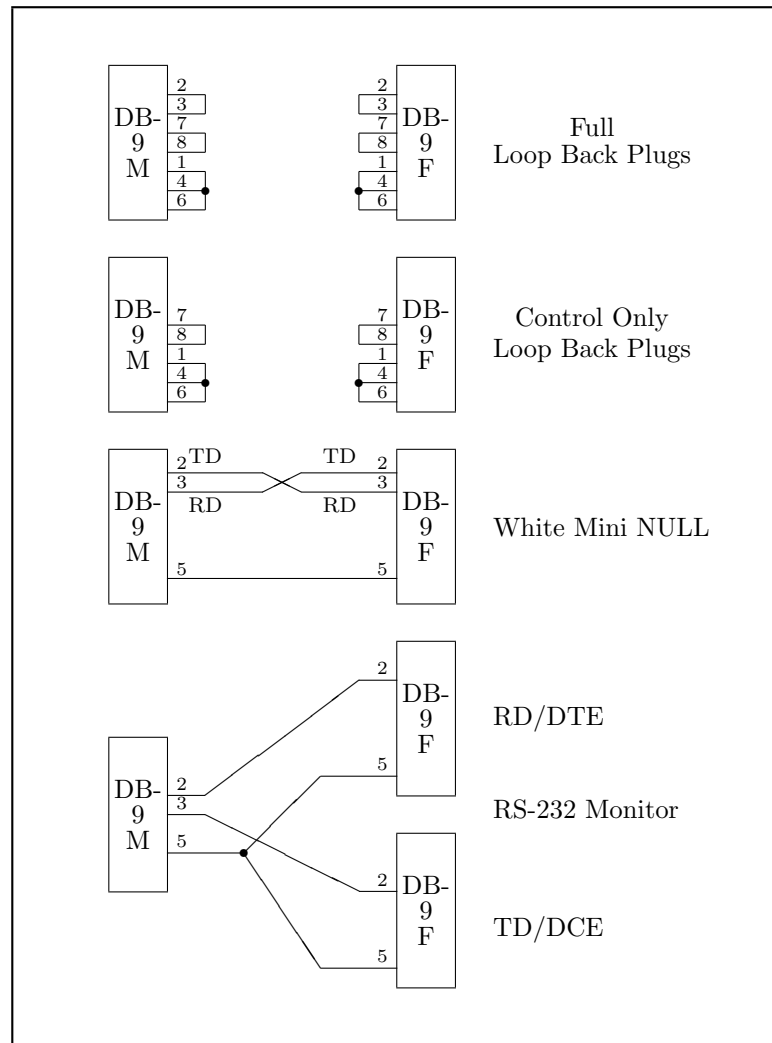 2
3
7
8
1
4
6
DB-
9
M
2
3
7
8
1
4
6
DB-
9
F
Full
Loop Back Plugs
7
8
1
4
6
DB-
9
M
7
8
1
4
6
DB-
9
F
Control Only
Loop Back Plugs
2 TD
3
RD
5
DB-
9
M
TD 2
3
RD
5
DB-
9
F
White Mini NULL
2
5
DB-
9
F
RD/DTE
2
3
5
DB-
9
M
RS-232 Monitor
2
5
DB-
9
F
TD/DCE